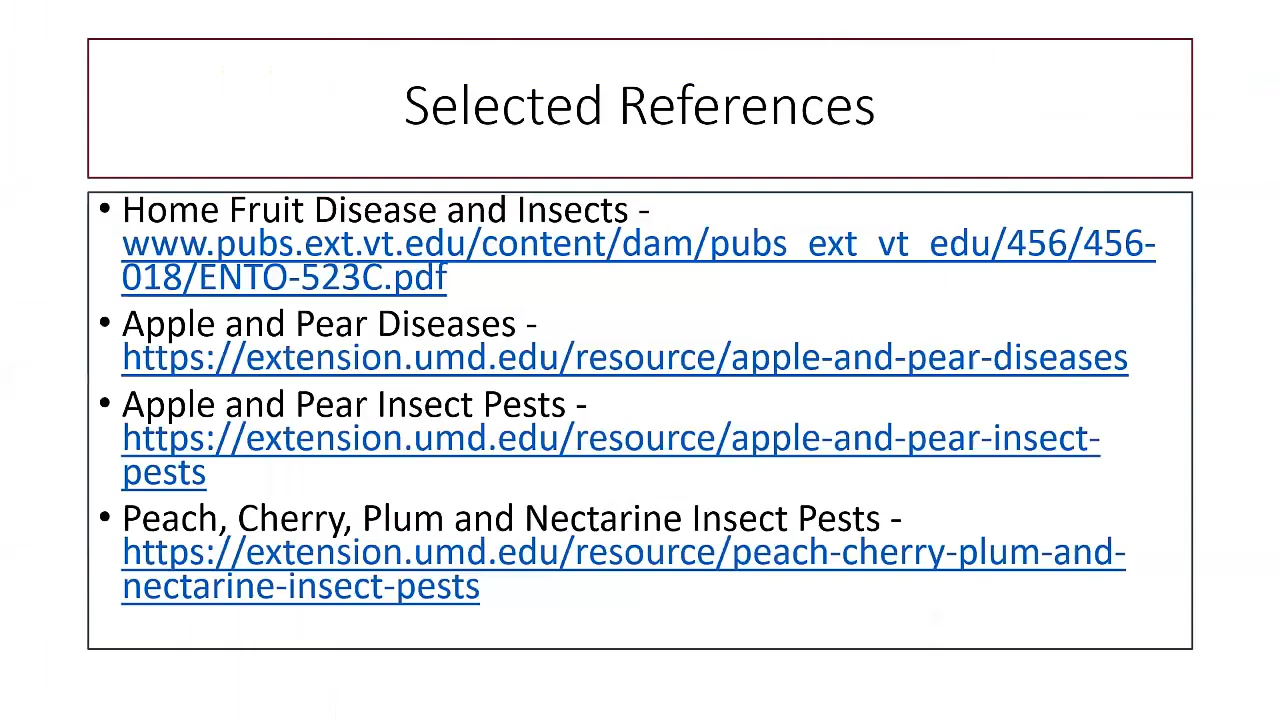 Selected References
• Home Fruit Disease and Insects -
www.pubs.ext.vt.edu/content/dam/pubs_ext_vt_edu/456/456-
018/ENTO-523C.pdf
• Apple and Pear Diseases -
https://extension.umd.edu/resource/apple-and-pear-diseases
• Apple and Pear Insect Pests -
https://extension.umd.edu/resource/apple-and-pear-insect-
pests
• Peach, Cherry, Plum and Nectarine Insect Pests -
https://extension.umd.edu/resource/peach-cherry-plum-and-
nectarine-insect-pests